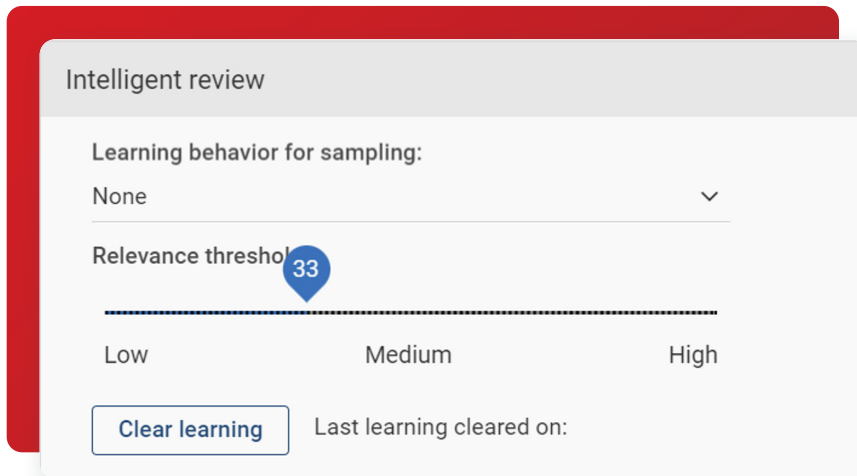 Intelligent review
Learning behavior for sampling:
None
Relevance threshol
33
Low Medium High
Clear learning Last learning cleared on: